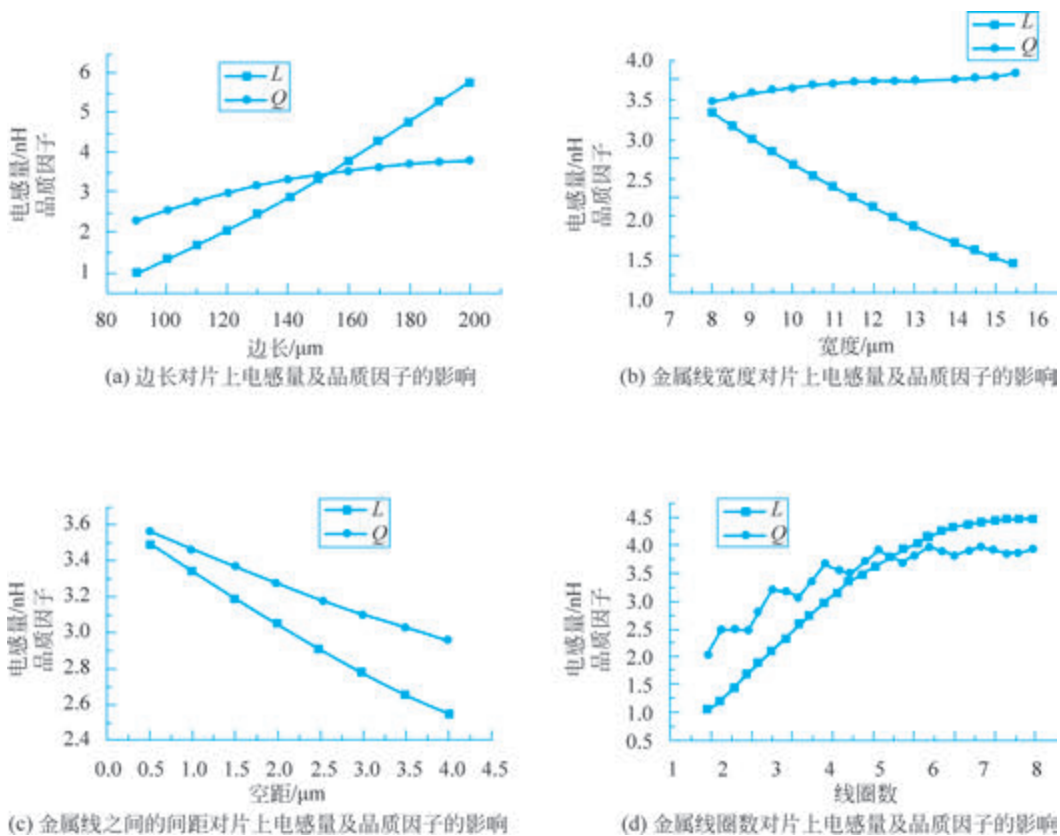 L
Q
电感量/nH
品质因子
6
5
4
3
2
1
80 100 120 140 160 180 200
边长/μm
(a) 边长对片上电感量及品质因子的影响
L
Q
电感量/nH
品质因子
4.0
3.5
3.0
2.5
2.0
1.5
1.0
7 8 9 10 11 12 13 14 15 16
宽度/μm
(b) 金属线宽度对片上电感量及品质因子的影响
L
Q
电感量/nH
品质因子
3.6
3.4
3.2
3.0
2.8
2.6
2.4
0.0 0.5 1.0 1.5 2.0 2.5 3.0 3.5 4.0 4.5
空距/μm
(c) 金属线之间的间距对片上电感量及品质因子的影响
L
Q
电感量/nH
品质因子
4.5
4.0
3.5
3.0
2.5
2.0
1.5
1.0
0.5
1 2 3 4 5 6 7 8
线圈数
(d) 金属线圈数对片上电感量及品质因子的影响